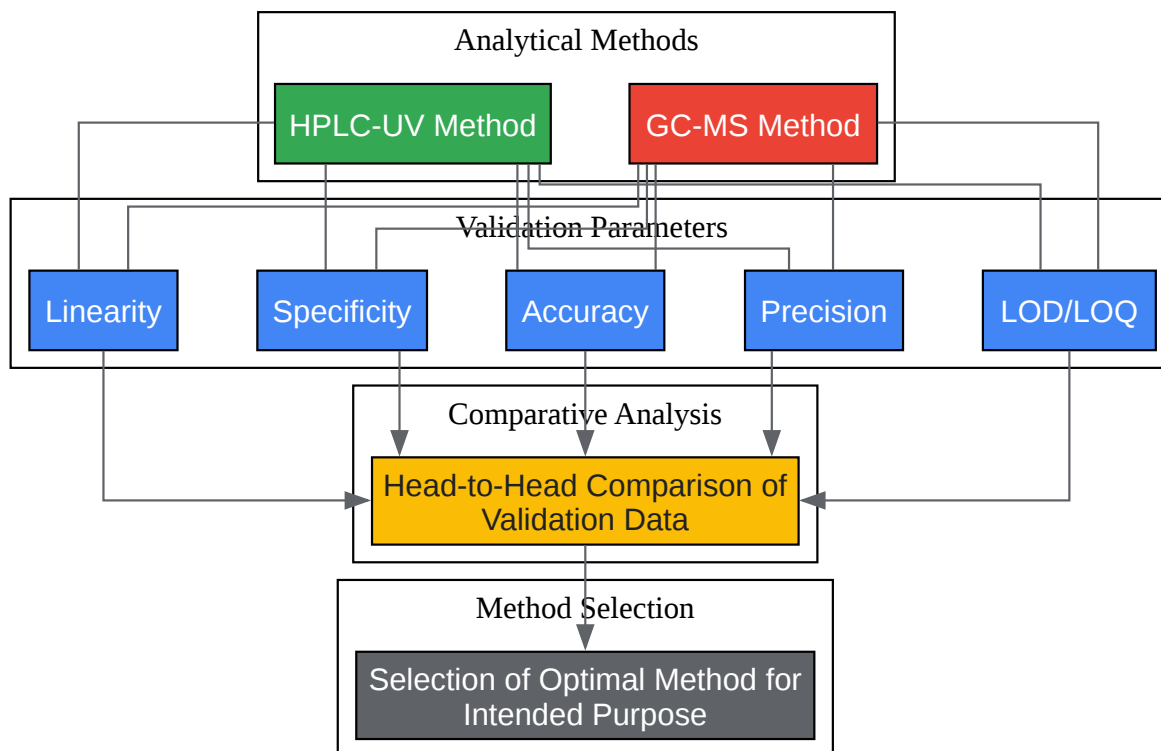 Analytical Methods
HPLC-UV Method
GC-MS Method
Validation Parameters
Linearity
Specificity
Accuracy
Precision
LOD/LOQ
Comparative Analysis
Head-to-Head Comparison of
Validation Data
Method Selection
Selection of Optimal Method for
Intended Purpose